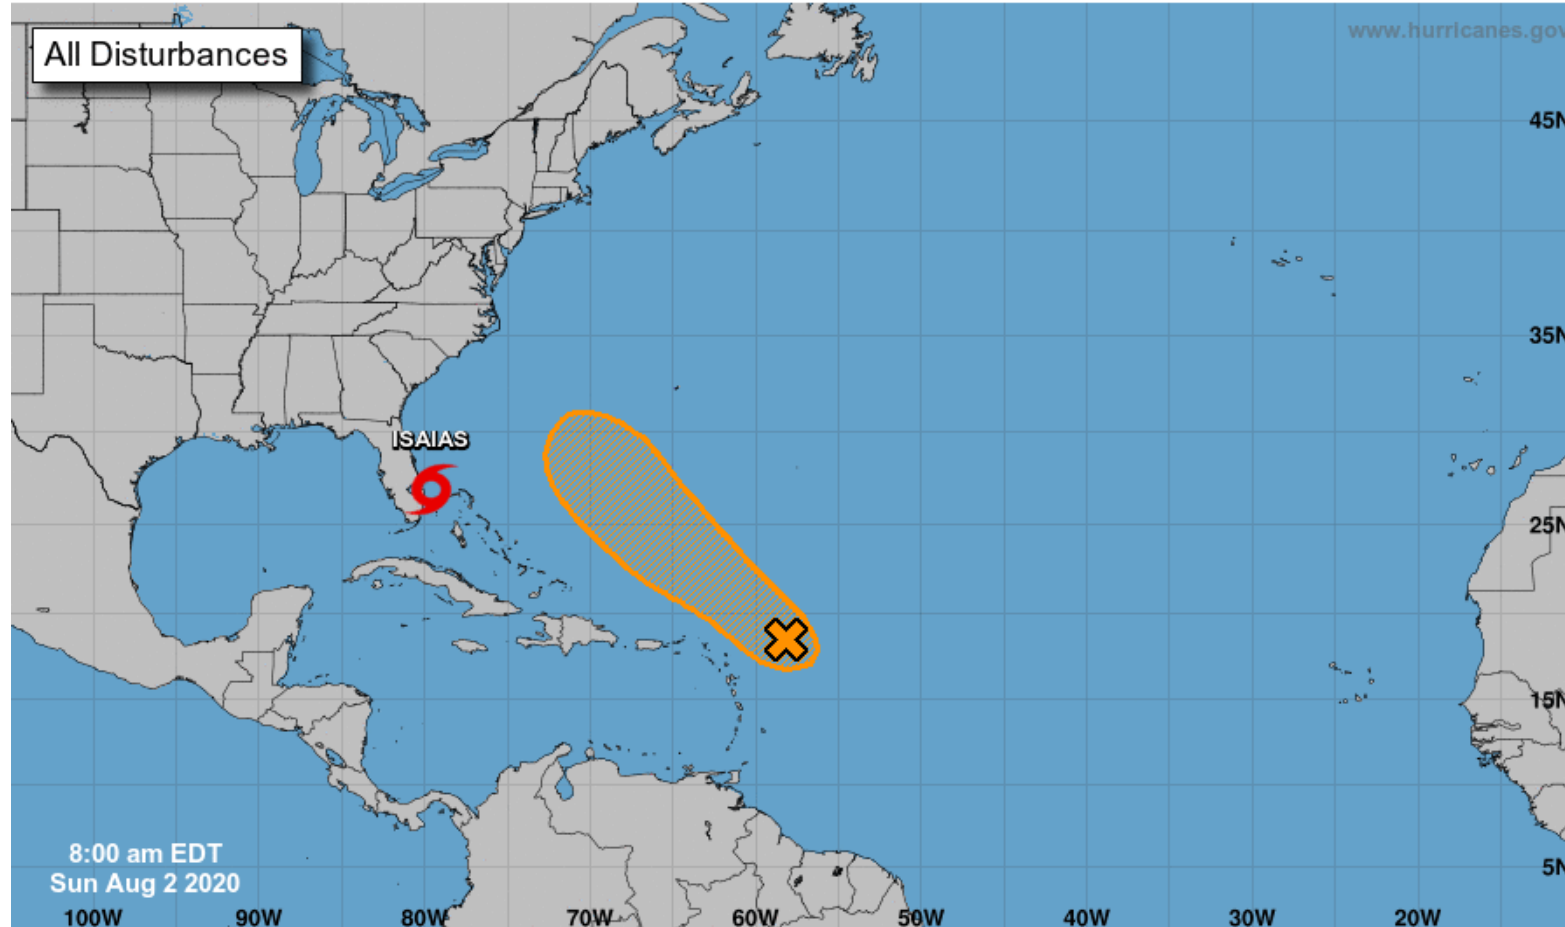 All Disturbances
www.hurricanes.gov
45N
35N
ISAIAS
25N
15N
8:00 am EDT
Sun Aug 2 2020
5N
100W 90W 80W 70W 60W 50W 40W 30W 20W